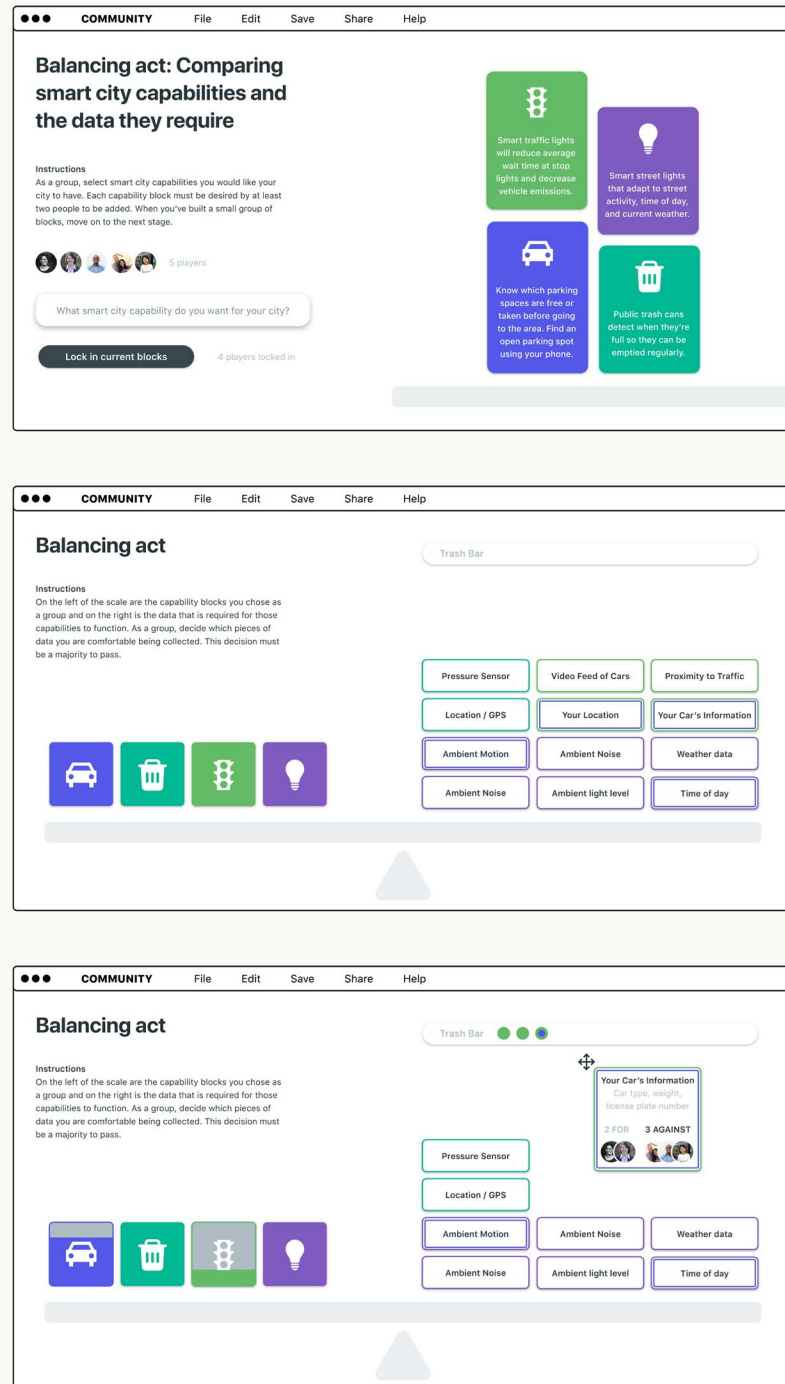 COMMUNITY File Edit Save Share Help
Balancing act: Comparing
smart city capabilities and
the data they require
Instructions
As a group, select smart city capabilities you would like your
city to have. Each capability block must be desired by at least
two people to be added. When you've built a small group of
blocks, move on to the next stage.
5 players
What smart city capability do you want for your city?
Lock in current blocks
4 players locked in
Smart traffic lights
will reduce average
wait time at stop
lights and decrease
vehicle emissions.
Smart street lights
that adapt to street
activity, time of day,
and current weather.
Know which parking
spaces are free or
taken before going
to the area. Find an
open parking spot
using your phone.
Public trash cans
detect when they're
full so they can be
emptied regularly.
COMMUNITY File Edit Save Share Help
Balancing act
Instructions
On the left of the scale are the capability blocks you chose as
a group and on the right is the data that is required for those
capabilities to function. As a group, decide which pieces of
data you are comfortable being collected. This decision must
be a majority to pass.
Trash Bar
Pressure Sensor Video Feed of Cars Proximity to Traffic
Location / GPS Your Location Your Car's Information
Ambient Motion Ambient Noise Weather data
Ambient Noise Ambient light level Time of day
COMMUNITY File Edit Save Share Help
Balancing act
Instructions
On the left of the scale are the capability blocks you chose as
a group and on the right is the data that is required for those
capabilities to function. As a group, decide which pieces of
data you are comfortable being collected. This decision must
be a majority to pass.
Trash Bar
Your Car's Information
Car type, weight,
license plate number
2 FOR 3 AGAINST
Pressure Sensor
Location / GPS
Ambient Motion Ambient Noise Weather data
Ambient Noise Ambient light level Time of day